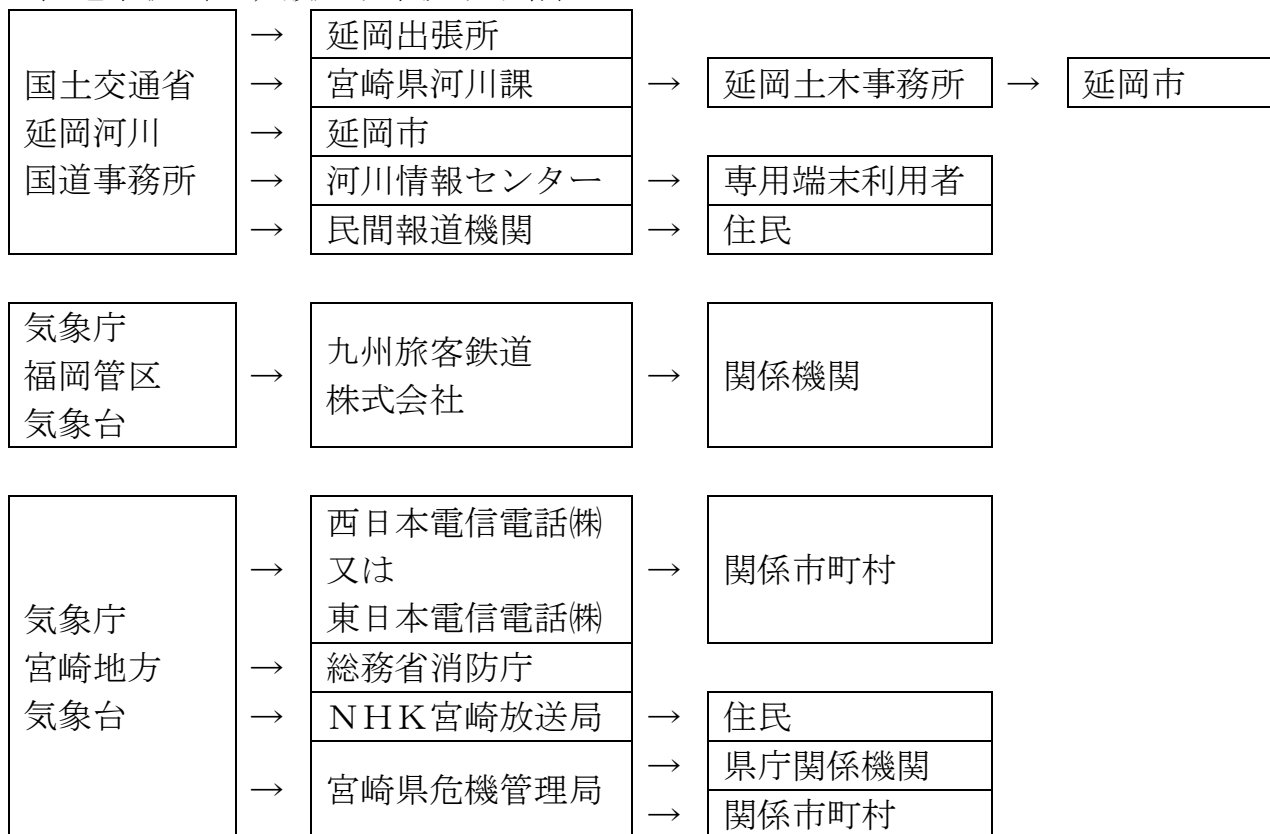 → 延岡出張所
国土交通省 → 宮崎県河川課 → 延岡土木事務所 → 延岡市
延岡河川 → 延岡市
国道事務所 → 河川情報センター → 専用端末利用者
→ 民間報道機関 → 住民
気象庁
福岡管区
気象台
→
九州旅客鉄道
株式会社
→
関係機関
気象庁
宮崎地方
気象台
→
西日本電信電話㈱
又は
東日本電信電話㈱
→
関係市町村
→ 総務省消防庁
→ ＮＨＫ宮崎放送局 → 住民
→ 宮崎県危機管理局
→ 県庁関係機関
→ 関係市町村